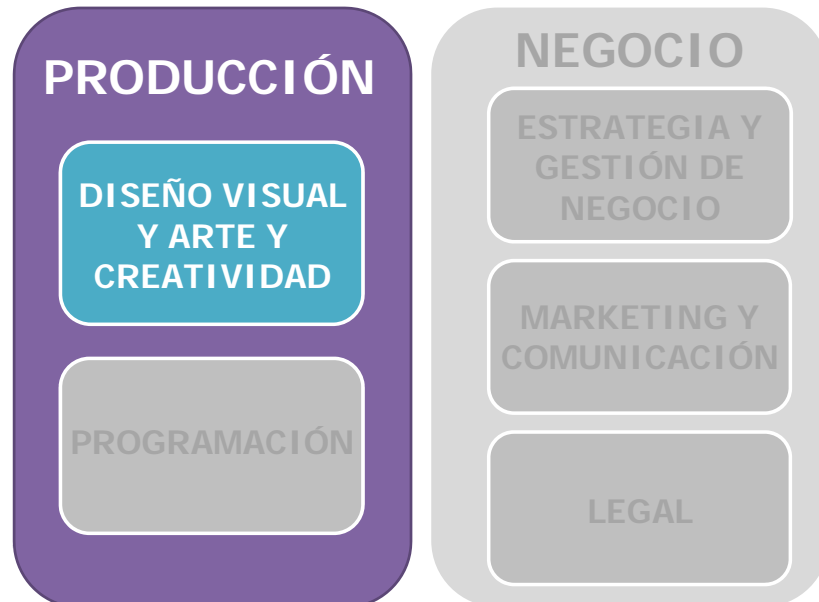 PRODUCCIÓN
DISEÑO VISUAL
Y ARTE Y
CREATIVIDAD
PROGRAMACIÓN
NEGOCIO
ESTRATEGIA Y
GESTIÓN DE
NEGOCIO
MARKETING Y
COMUNICACIÓN
LEGAL